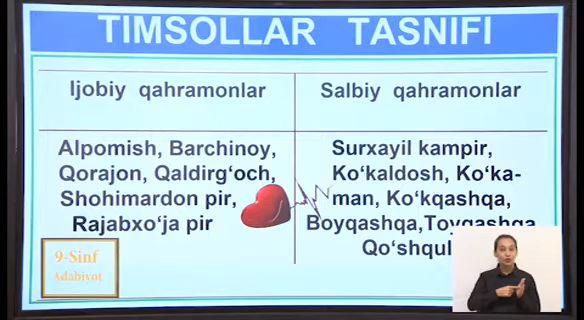 TIMSOLLAR TASNIFI
Ijobiy qahramonlar
Alpomish, Barchinoy,
Qorajon, Qaldirg‘och,
Shohimardon pir,
Rajabxo‘ja pir
Salbiy qahramonlar
Surxayil kampir,
Ko‘kaldosh, Ko‘ka-
man, Ko‘kqashqa,
Boyqashqa,Toyqashqa
Qo‘shqul
9-Sinf
Adabiyot